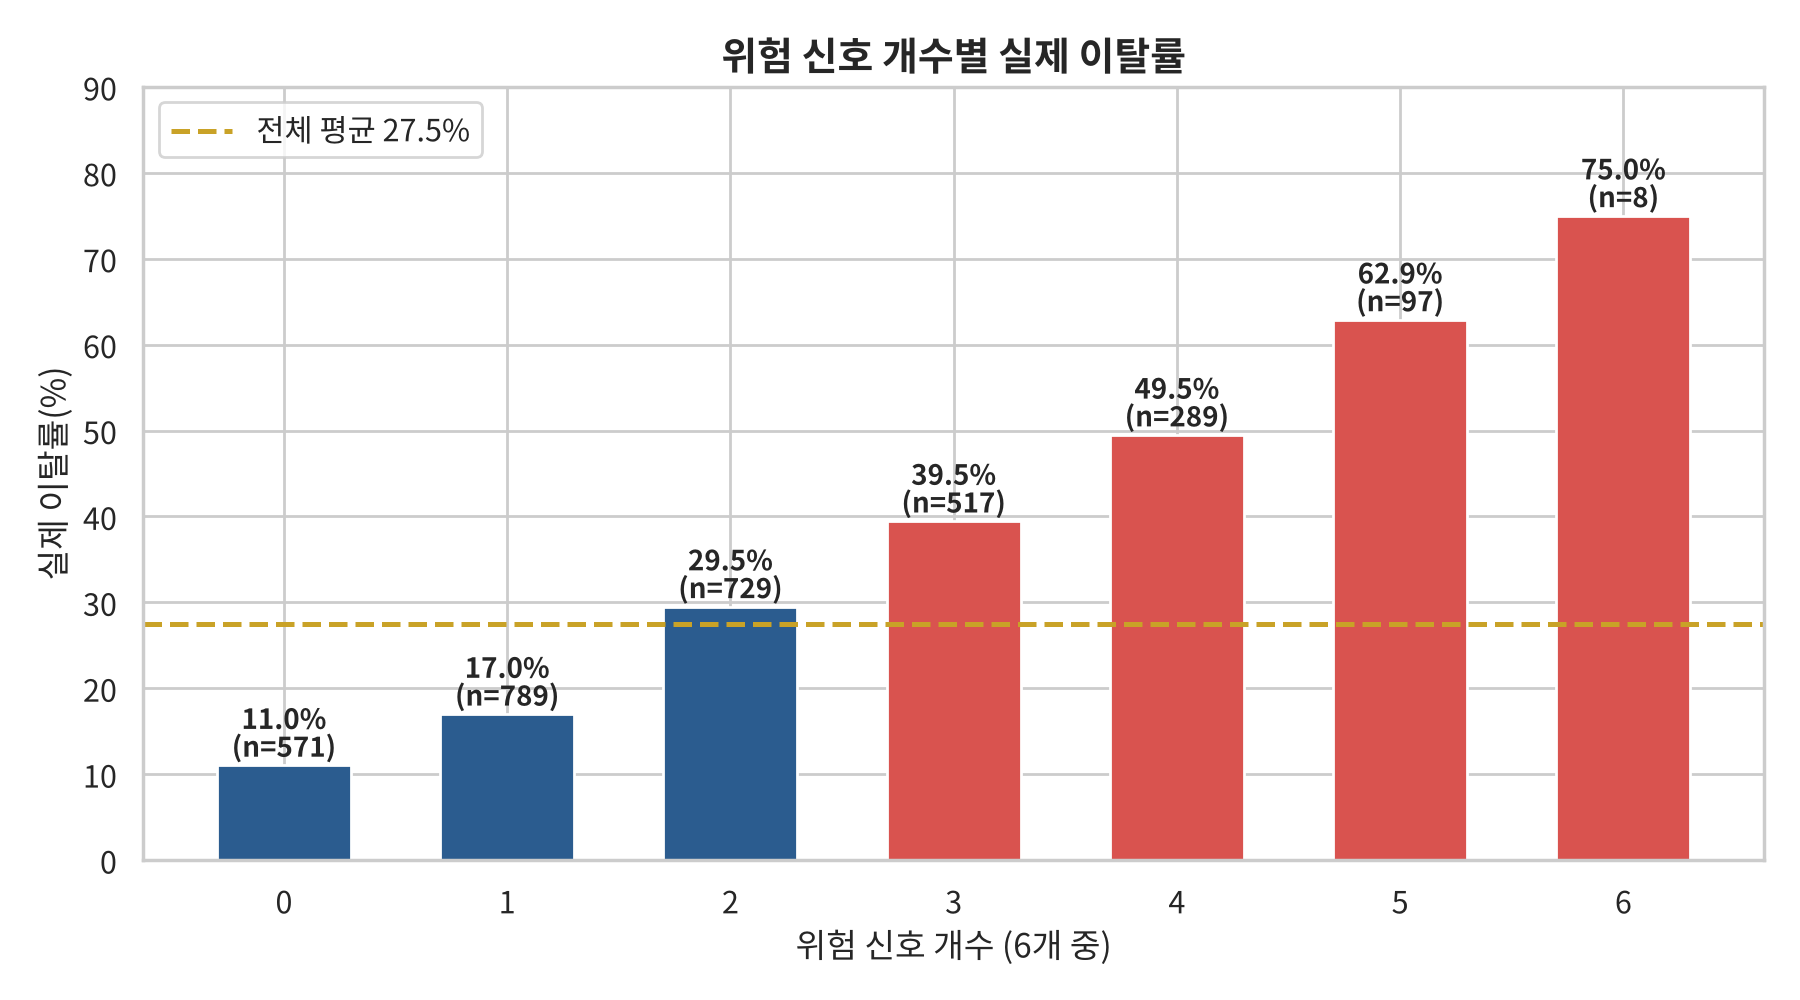 위험 신호 개수별 실제 이탈률
전체 평균 27.5%
실제 이탈률(%)
90
80
70
60
50
40
30
20
10
0
11.0%
(n=571)
17.0%
(n=789)
29.5%
(n=729)
39.5%
(n=517)
49.5%
(n=289)
62.9%
(n=97)
75.0%
(n=8)
0 1 2 3 4 5 6
위험 신호 개수 (6개 중)